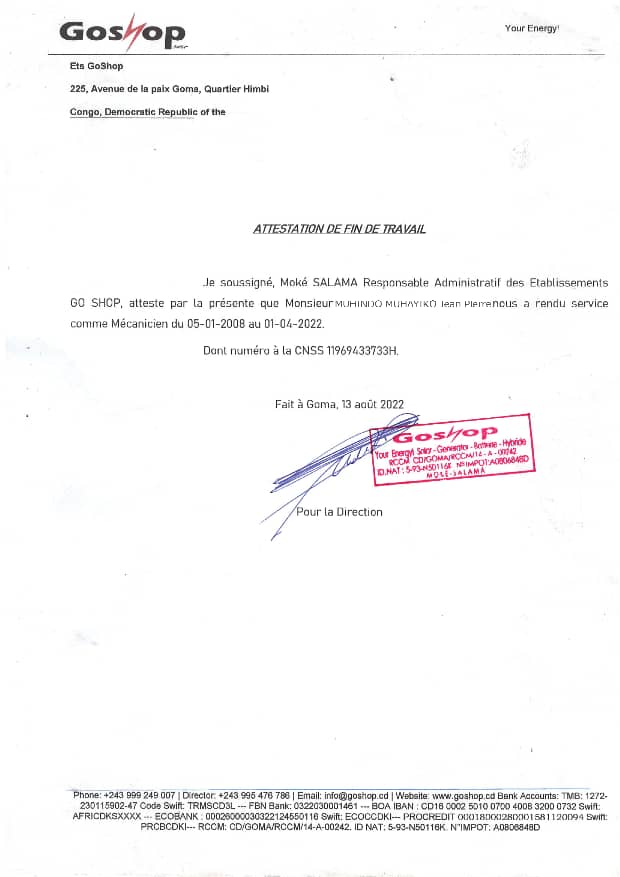 GosHop
Your Energy!
Ets GoShop
225, Avenue de la paix Goma, Quartier Himbi
Congo, Democratic Republic of the
ATTESTATION DE FIN DE TRAVAIL
Je soussigné, Moké SALAMA Responsable Administratif des Etablissements
GO SHOP, atteste par la présente que Monsieur MUHINDO MUHAYIKO Jean Pierre nous a rendu service
comme Mécanicien du 05-01-2008 au 01-04-2022.
Dont numéro à la CNSS 11969433733H.
Fait à Goma, 13 août 2022
GosHop
Your Energy! Solar - Generator - Batterie - Hybride
RCCM CD/GOMA/RCCM/14-A-00242
ID.NAT : 5-93-N50116K N°IMPOT:A0806848D
MOKE-SALAMA
Pour la Direction
Phone: +243 999 249 007 | Director: +243 995 476 786 | Email: info@goshop.cd | Website: www.goshop.cd Bank Accounts: TMB: 1272-
230115902-47 Code Swift: TRMSCD3L --- FBN Bank: 0322030001461 --- BOA IBAN : CD16 0002 5010 0700 4008 3200 0732 Swift:
AFRICDKSXXXX --- ECOBANK : 00026000030322124550116 Swift: ECOCCDKI--- PROCREDIT 00018000280001581120094 Swift:
PRCBCDKI--- RCCM: CD/GOMA/RCCM/14-A-00242. ID NAT: 5-93-N50116K. N°IMPOT: A0806848D